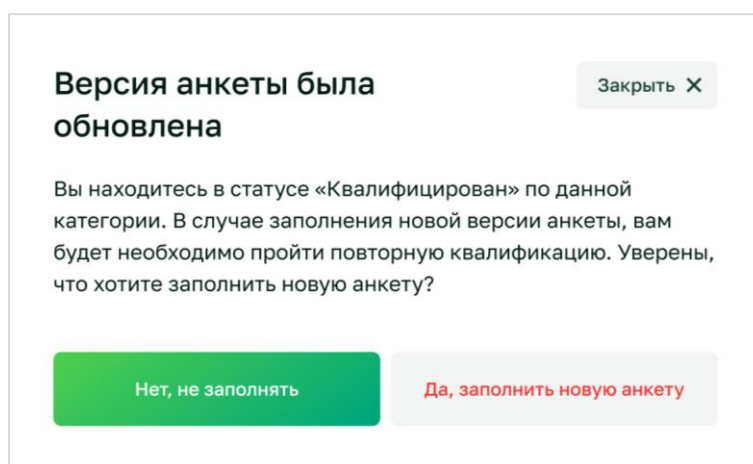 Версия анкеты была
обновлена
Закрыть ✕
Вы находитесь в статусе «Квалифицирован» по данной
категории. В случае заполнения новой версии анкеты, вам
будет необходимо пройти повторную квалификацию. Уверены,
что хотите заполнить новую анкету?
Нет, не заполнять
Да, заполнить новую анкету